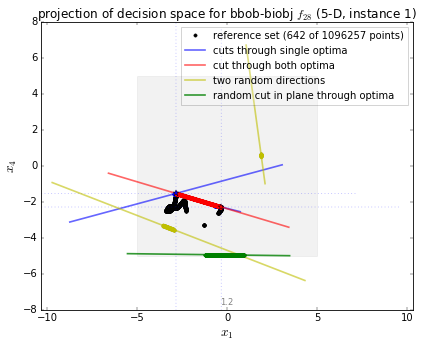 projection of decision space for bbob-biobj f₂₈ (5-D, instance 1)
reference set (642 of 1096257 points)
cuts through single optima
cut through both optima
two random directions
random cut in plane through optima
8
6
4
2
0
−2
−4
−6
−8
x₄
1.2
−10
−5
0
5
10
x₁